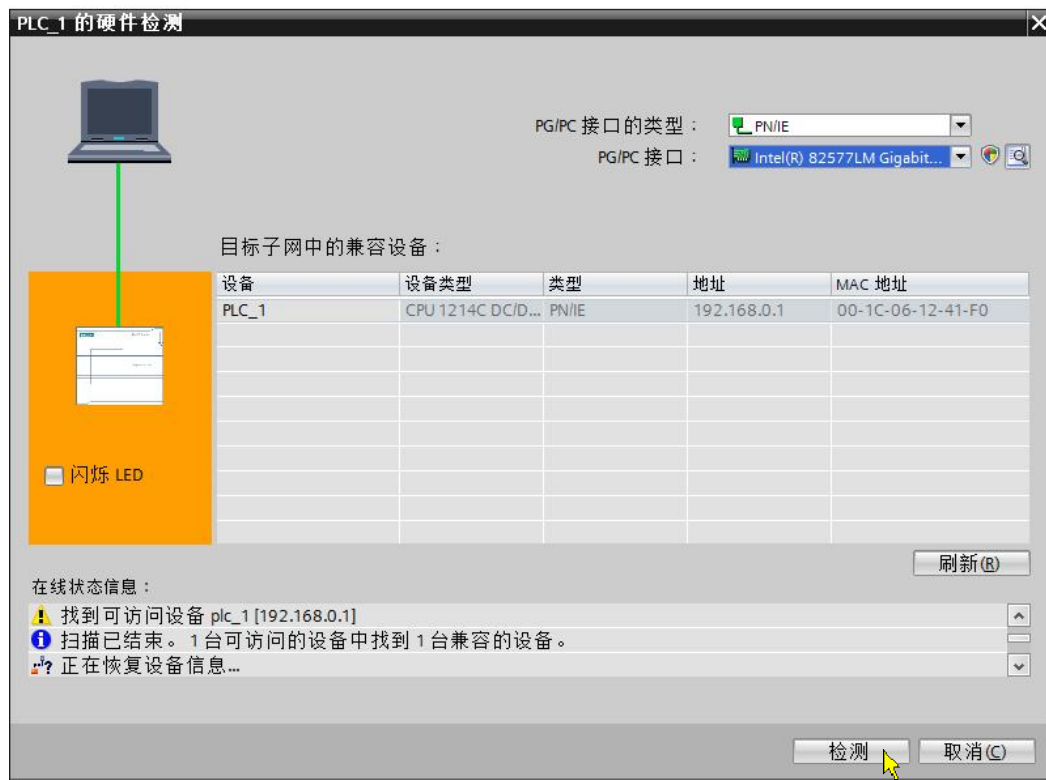 PLC_1 的硬件检测
PG/PC 接口的类型： PN/IE
PG/PC 接口： Intel(R) 82577LM Gigabit...
目标子网中的兼容设备：
设备 设备类型 类型 地址 MAC 地址
PLC_1 CPU 1214C DC/D... PN/IE 192.168.0.1 00-1C-06-12-41-F0
闪烁 LED
刷新(R)
在线状态信息：
找到可访问设备 plc_1 [192.168.0.1]
扫描已结束。1 台可访问的设备中找到 1 台兼容的设备。
正在恢复设备信息...
检测 取消(C)